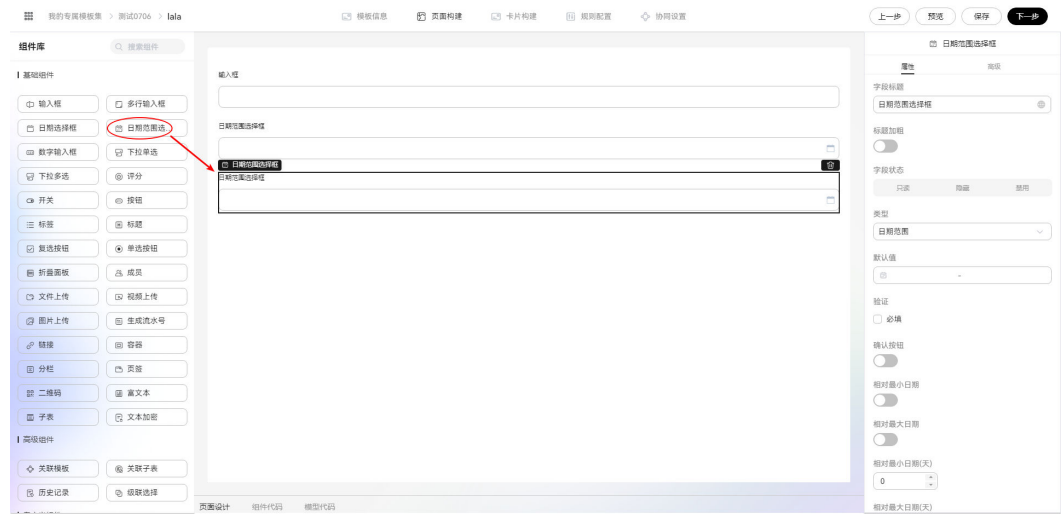 我的专属模板集 > 测试0706 > lala
模板信息 页面构建 卡片构建 规则配置 协同设置
上一步 预览 保存 下一步
组件库
搜索组件
基础组件
输入框 多行输入框
日期选择框 日期范围选...
数字输入框 下拉单选
下拉多选 评分
开关 按钮
标签 标题
复选按钮 单选按钮
折叠面板 成员
文件上传 视频上传
图片上传 生成流水号
链接 容器
分栏 页签
二维码 富文本
子表 文本加密
高级组件
关联模板 关联子表
历史记录 级联选择
输入框
日期范围选择框
日期范围选择框
日期范围选择框
页面设计 组件代码 模型代码
日期范围选择框
属性 高级
字段标题
日期范围选择框
标题加粗
字段状态
只读 隐藏 禁用
类型
日期范围
默认值
-
验证
必填
确认按钮
相对最小日期
相对最大日期
相对最小日期(天)
0
相对最大日期(天)